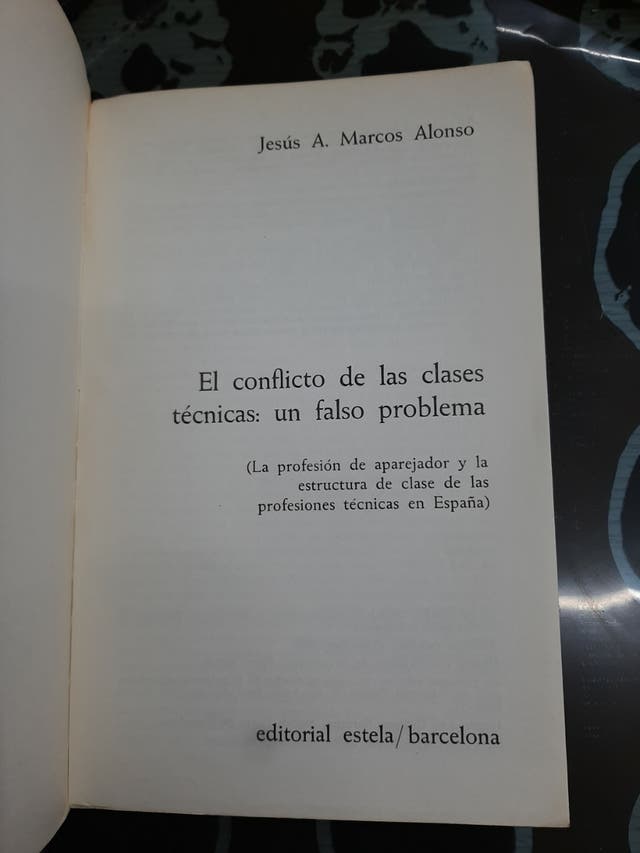 Jesús A. Marcos Alonso
El conflicto de las clases
técnicas: un falso problema
(La profesión de aparejador y la
estructura de clase de las
profesiones técnicas en España)
editorial estela/barcelona